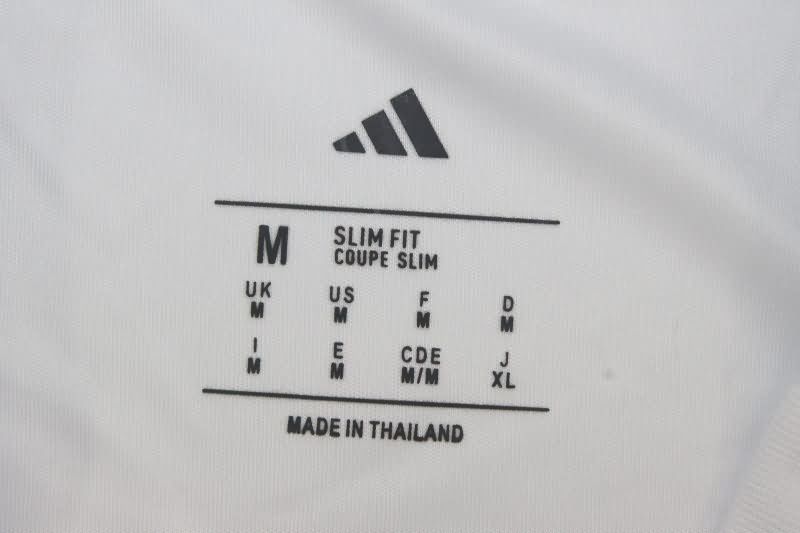 M SLIM FIT
COUPE SLIM
UK US F D
M M M M
I E CDE J
M M M/M XL
MADE IN THAILAND